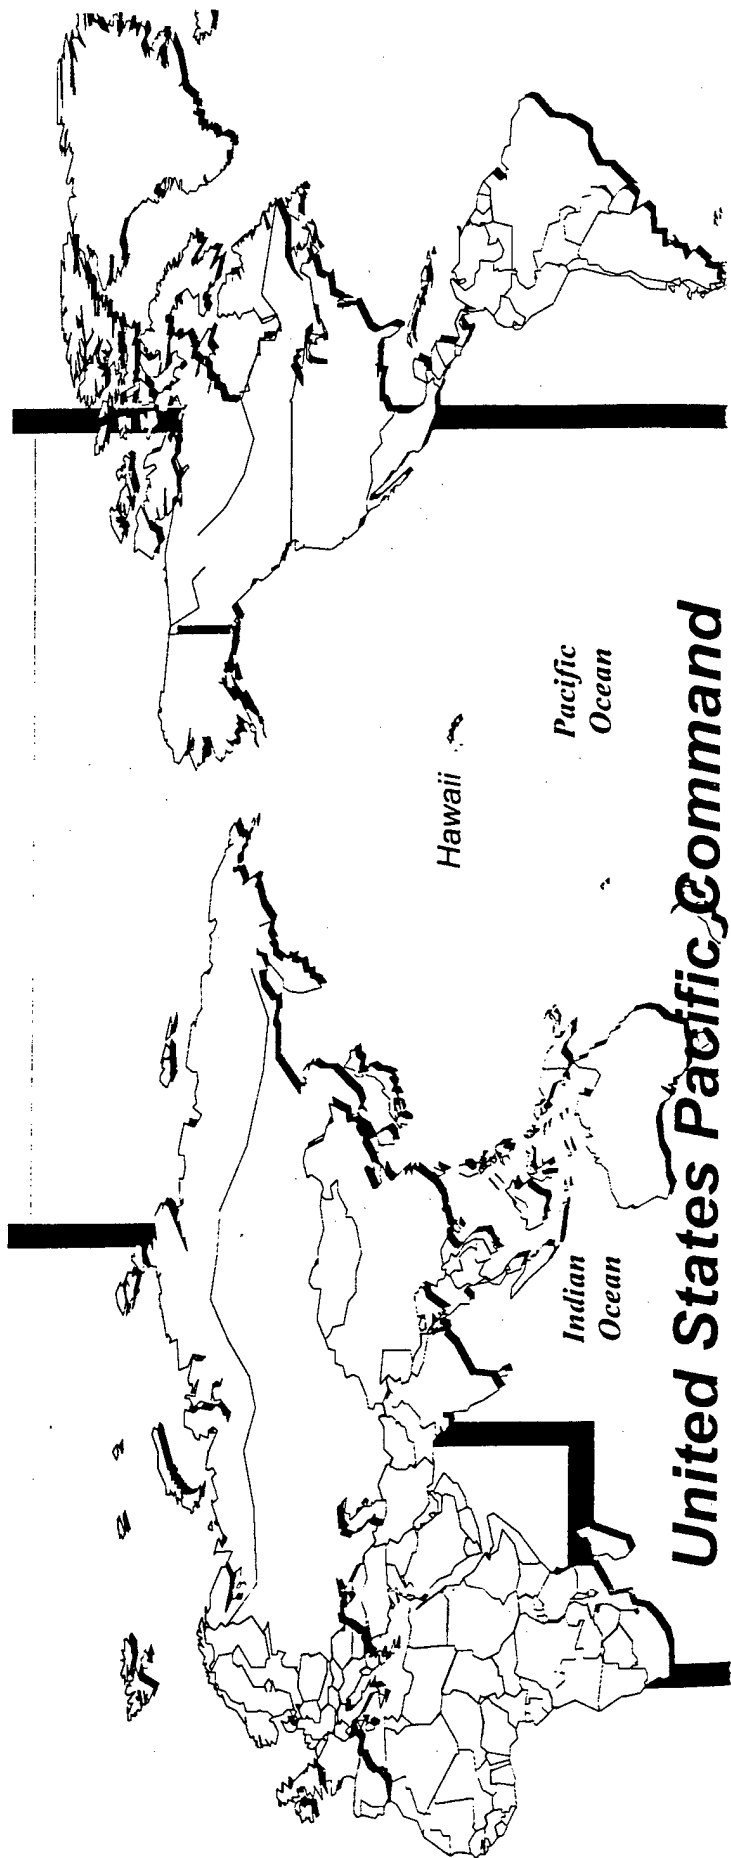 Hawaii
Pacific
Ocean
Indian
Ocean
United States Pacific Command